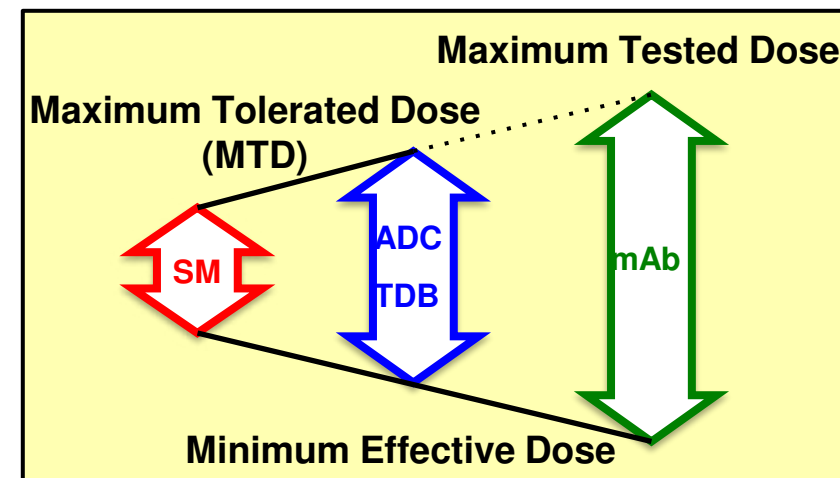 Maximum Tested Dose
Maximum Tolerated Dose
(MTD)
SM
ADC
TDB
mAb
Minimum Effective Dose